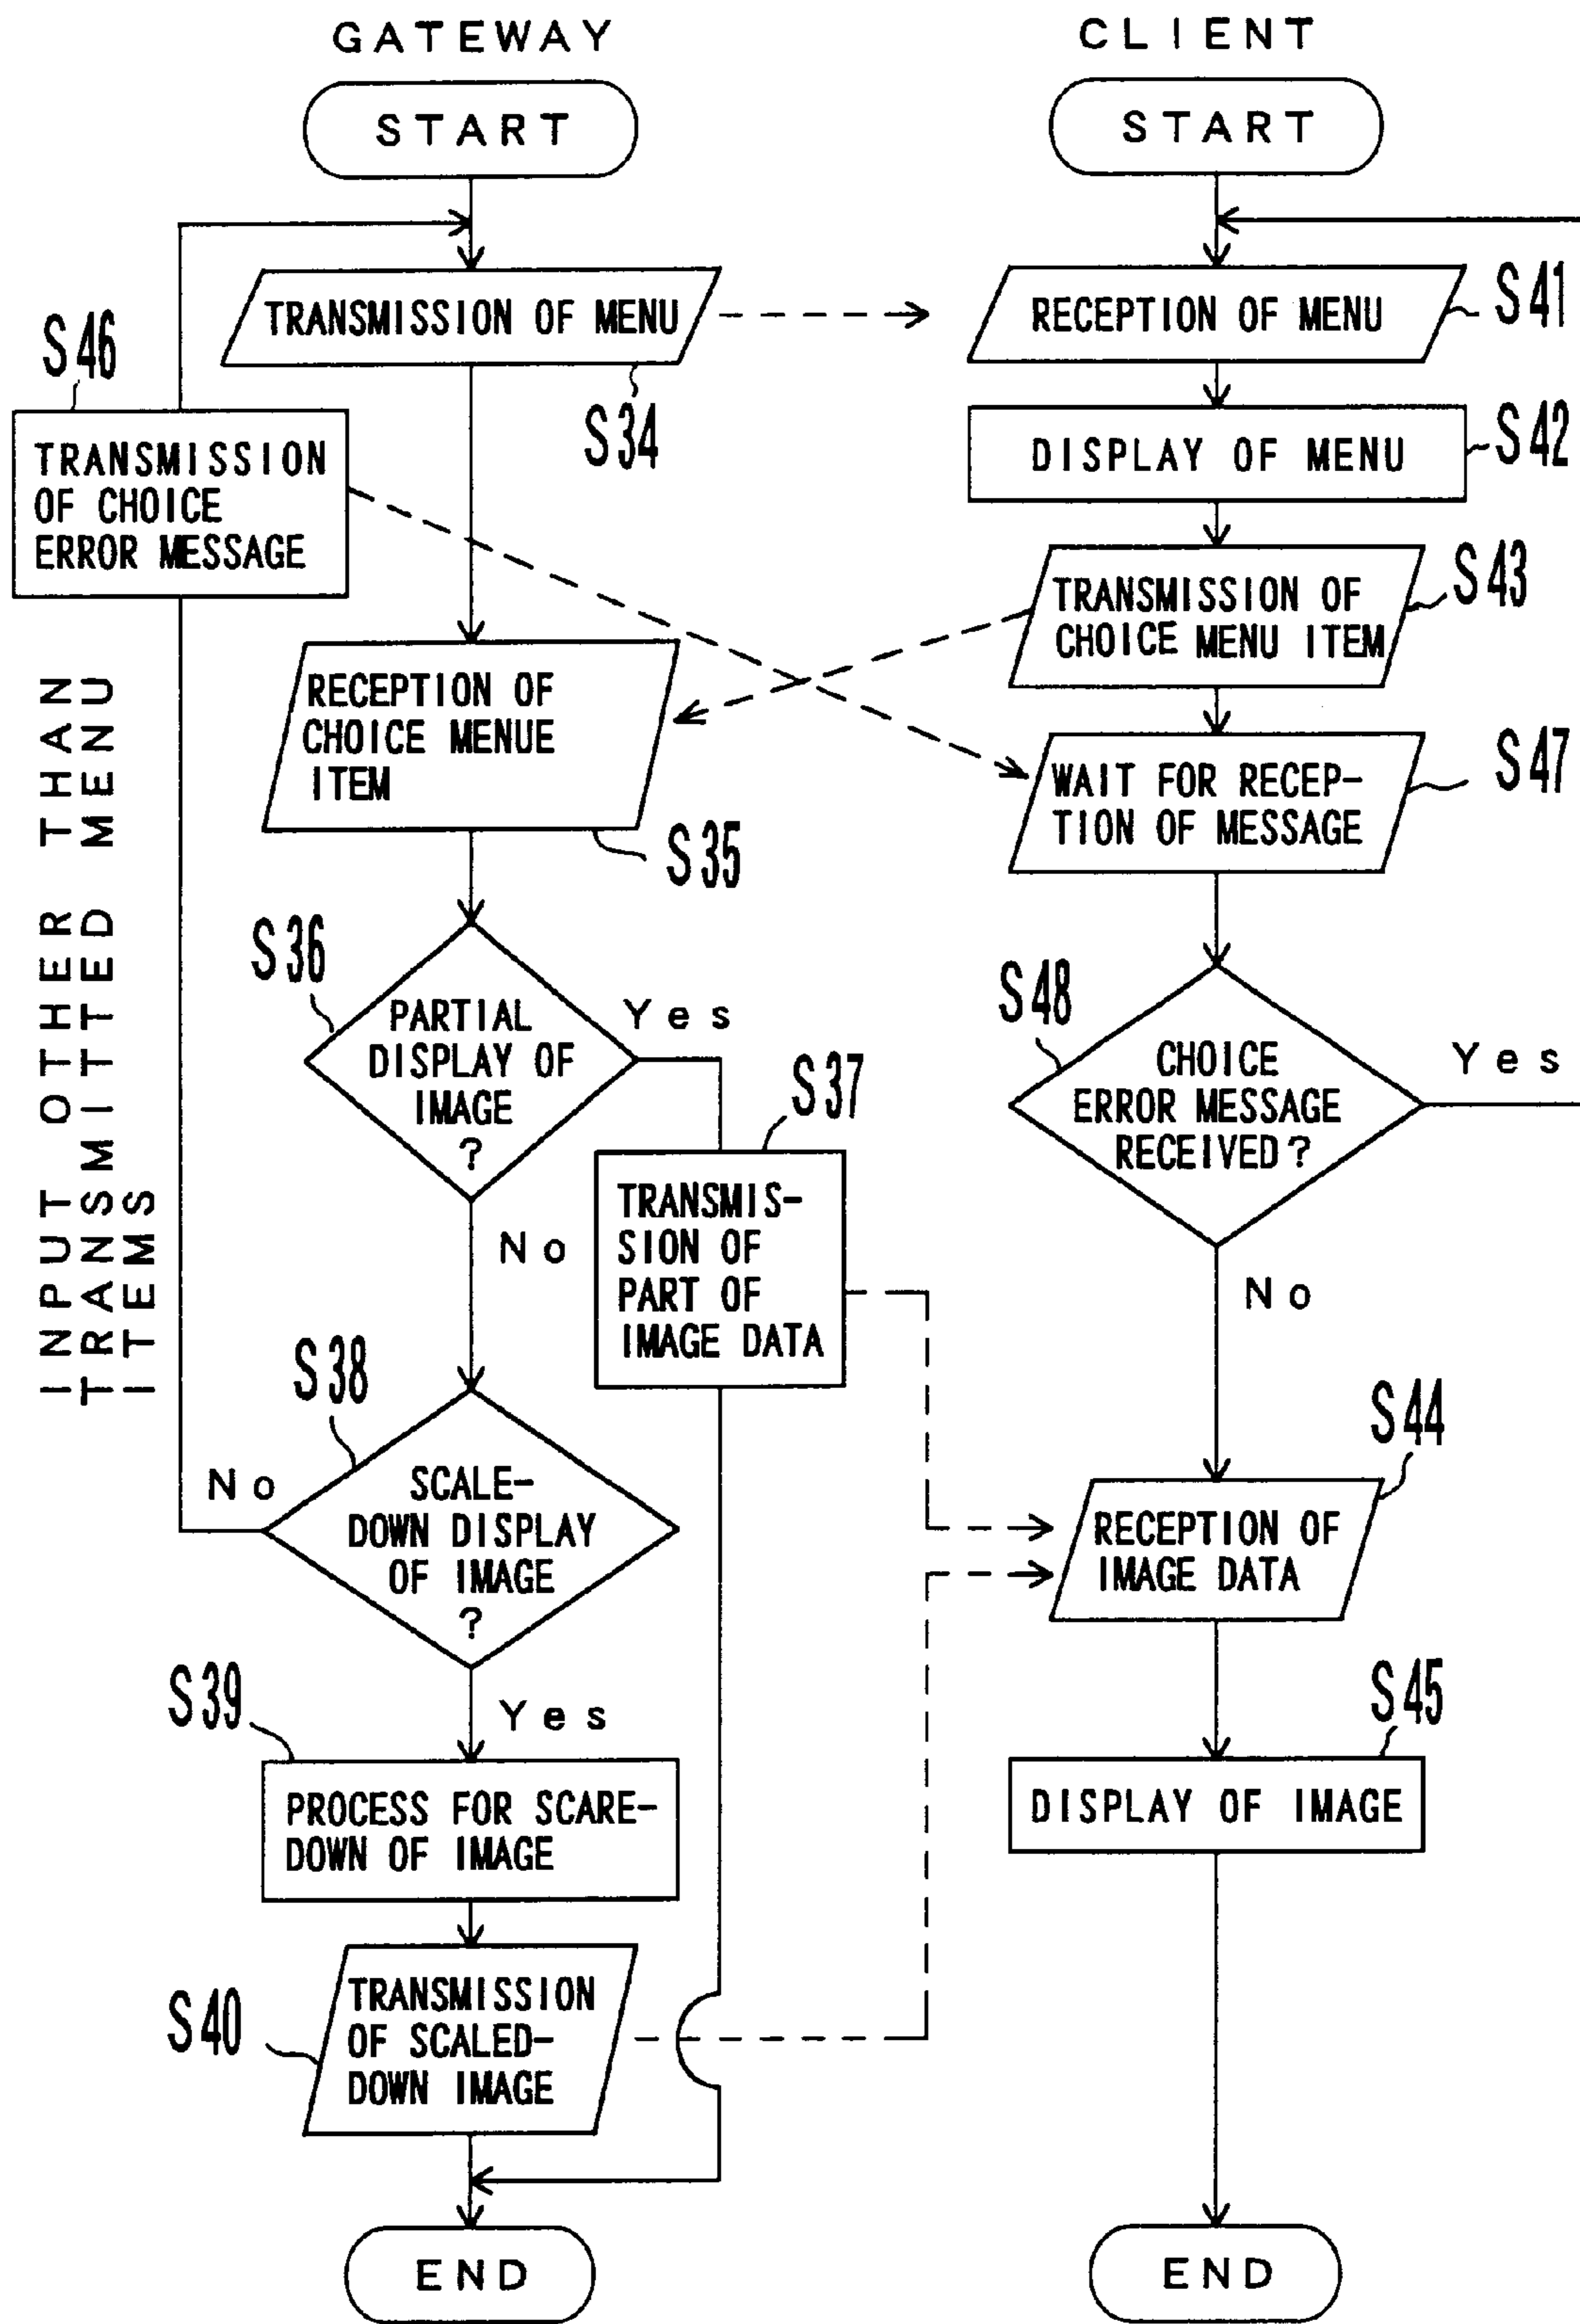 GATEWAY
START
TRANSMISSION OF MENU
S34
S46
TRANSMISSION
OF CHOICE
ERROR MESSAGE
RECEPTION OF
CHOICE MENUE
ITEM
S35
INPUT OTHER THAN
TRANSMITTED MENU
ITEMS
S36
PARTIAL
DISPLAY OF
IMAGE
?
Yes
No
S37
TRANSMIS-
SION OF
PART OF
IMAGE DATA
S38
SCALE-
DOWN DISPLAY
OF IMAGE
?
No
Yes
S39
PROCESS FOR SCARE-
DOWN OF IMAGE
S40
TRANSMISSION
OF SCALED-
DOWN IMAGE
END
CLIENT
START
RECEPTION OF MENU
S41
DISPLAY OF MENU
S42
TRANSMISSION OF
CHOICE MENU ITEM
S43
WAIT FOR RECEP-
TION OF MESSAGE
S47
S48
CHOICE
ERROR MESSAGE
RECEIVED?
Yes
No
S44
RECEPTION OF
IMAGE DATA
S45
DISPLAY OF IMAGE
END